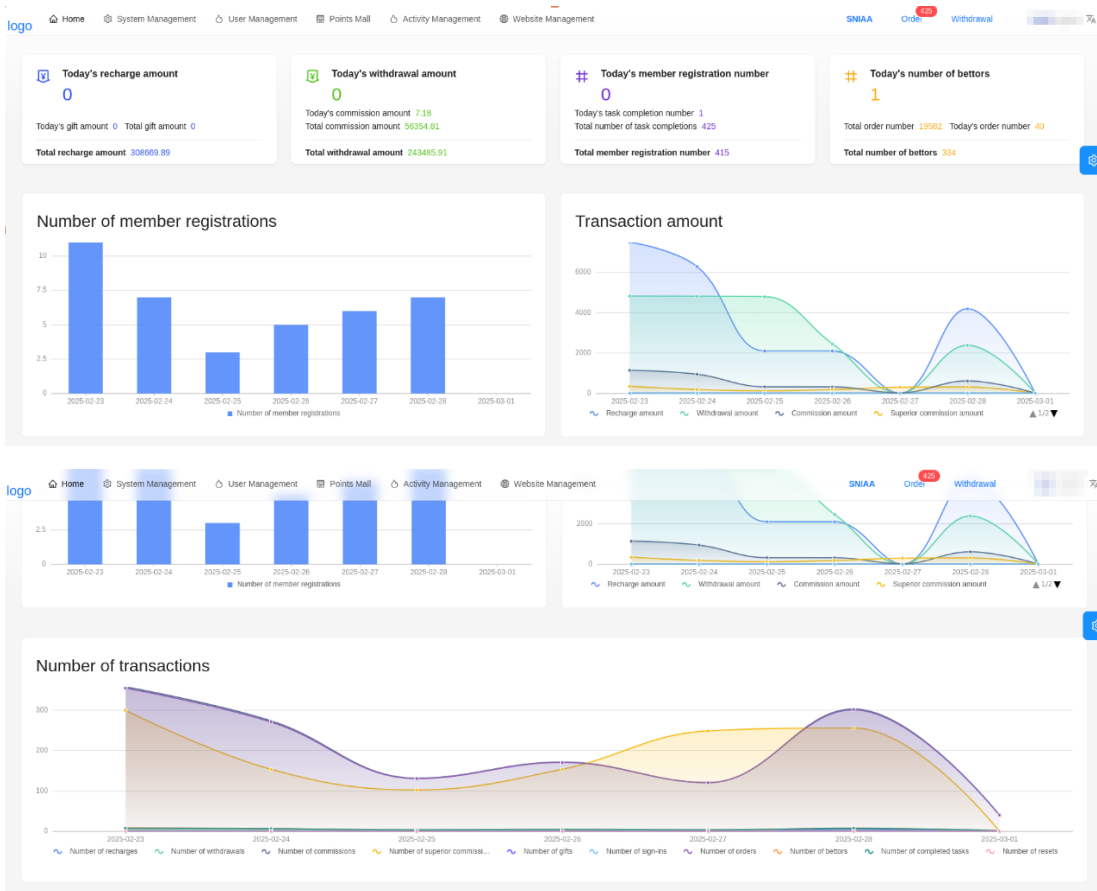 logo Home System Management User Management Points Mall Activity Management Website Management SNIAA Order 425 Withdrawal
Today's recharge amount
0
Today's gift amount 0 Total gift amount 0
Total recharge amount 308669.89
Today's withdrawal amount
0
Today's commission amount 7.18
Total commission amount 56354.81
Total withdrawal amount 243485.91
Today's member registration number
0
Today's task completion number 1
Total number of task completions 425
Total member registration number 415
Today's number of bettors
1
Total order number 19582 Today's order number 40
Total number of bettors 334
Number of member registrations
10
7.5
5
2.5
0
2025-02-23 2025-02-24 2025-02-25 2025-02-26 2025-02-27 2025-02-28 2025-03-01
Number of member registrations
Transaction amount
6000
4000
2000
0
2025-02-23 2025-02-24 2025-02-25 2025-02-26 2025-02-27 2025-02-28 2025-03-01
Recharge amount Withdrawal amount Commission amount Superior commission amount 1/2
logo Home System Management User Management Points Mall Activity Management Website Management SNIAA Order 425 Withdrawal
2.5
0
2025-02-23 2025-02-24 2025-02-25 2025-02-26 2025-02-27 2025-02-28 2025-03-01
Number of member registrations
2000
0
2025-02-23 2025-02-24 2025-02-25 2025-02-26 2025-02-27 2025-02-28 2025-03-01
Recharge amount Withdrawal amount Commission amount Superior commission amount 1/2
Number of transactions
300
200
100
0
2025-02-23 2025-02-24 2025-02-25 2025-02-26 2025-02-27 2025-02-28 2025-03-01
Number of recharges Number of withdrawals Number of commissions Number of superior commissi... Number of gifts Number of sign-ins Number of orders Number of bettors Number of completed tasks Number of resets